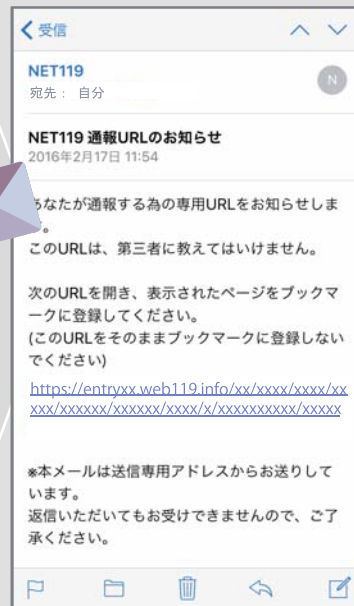 受信
NET119
N
宛先： 自分
NET119 通報URLのお知らせ
2016年2月17日 11:54
なたが通報する為の専用URLをお知らせしま
。
このURLは、第三者に教えてはいけません。
次のURLを開き、表示されたページをブックマ
ークに登録してください。
(このURLをそのままブックマークに登録しない
でください)
https://entryxx.web119.info/xx/xxxx/xxxx/xx
xxx/xxxxxx/xxxxxx/xxxx/x/xxxxxxxxxx/xxxxx
※本メールは送信専用アドレスからお送りして
います。
返信いただいてもお受けできませんので、ご了
承ください。